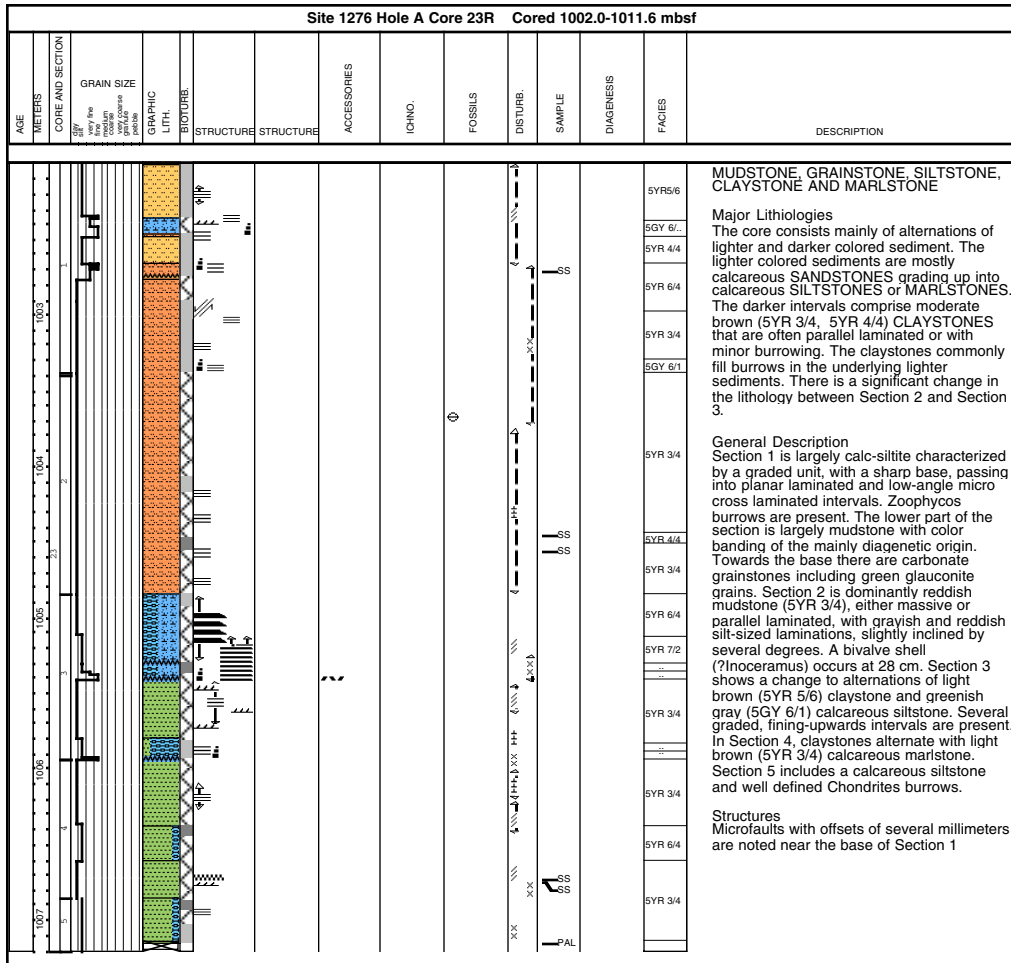 Site 1276 Hole A Core 23R Cored 1002.0-1011.6 mbsf
AGE
METERS
CORE AND SECTION
GRAIN SIZE
clay
silt
very fine
fine
medium
coarse
very coarse
granule
pebble
GRAPHIC
LITH.
BIOTURB.
STRUCTURE
STRUCTURE
ACCESSORIES
ICHNO.
FOSSILS
DISTURB.
SAMPLE
DIAGENESIS
FACIES
DESCRIPTION
1003
1004
1005
1006
1007
23
1
2
3
4
5
SS
SS
SS
SS
SS
PAL
5YR5/6
5GY 6/..
5YR 4/4
5YR 6/4
5YR 3/4
5GY 6/1
5YR 3/4
5YR 4/4
5YR 3/4
5YR 6/4
5YR 7/2
..
..
5YR 3/4
..
..
5YR 3/4
5YR 6/4
5YR 3/4
MUDSTONE, GRAINSTONE, SILTSTONE,
CLAYSTONE AND MARLSTONE
Major Lithiologies
The core consists mainly of alternations of
lighter and darker colored sediment. The
lighter colored sediments are mostly
calcareous SANDSTONES grading up into
calcareous SILTSTONES or MARLSTONES.
The darker intervals comprise moderate
brown (5YR 3/4, 5YR 4/4) CLAYSTONES
that are often parallel laminated or with
minor burrowing. The claystones commonly
fill burrows in the underlying lighter
sediments. There is a significant change in
the lithology between Section 2 and Section
3.
General Description
Section 1 is largely calc-siltite characterized
by a graded unit, with a sharp base, passing
into planar laminated and low-angle micro
cross laminated intervals. Zoophycos
burrows are present. The lower part of the
section is largely mudstone with color
banding of the mainly diagenetic origin.
Towards the base there are carbonate
grainstones including green glauconite
grains. Section 2 is dominantly reddish
mudstone (5YR 3/4), either massive or
parallel laminated, with grayish and reddish
silt-sized laminations, slightly inclined by
several degrees. A bivalve shell
(?Inoceramus) occurs at 28 cm. Section 3
shows a change to alternations of light
brown (5YR 5/6) claystone and greenish
gray (5GY 6/1) calcareous siltstone. Several
graded, fining-upwards intervals are present.
In Section 4, claystones alternate with light
brown (5YR 3/4) calcareous marlstone.
Section 5 includes a calcareous siltstone
and well defined Chondrites burrows.
Structures
Microfaults with offsets of several millimeters
are noted near the base of Section 1